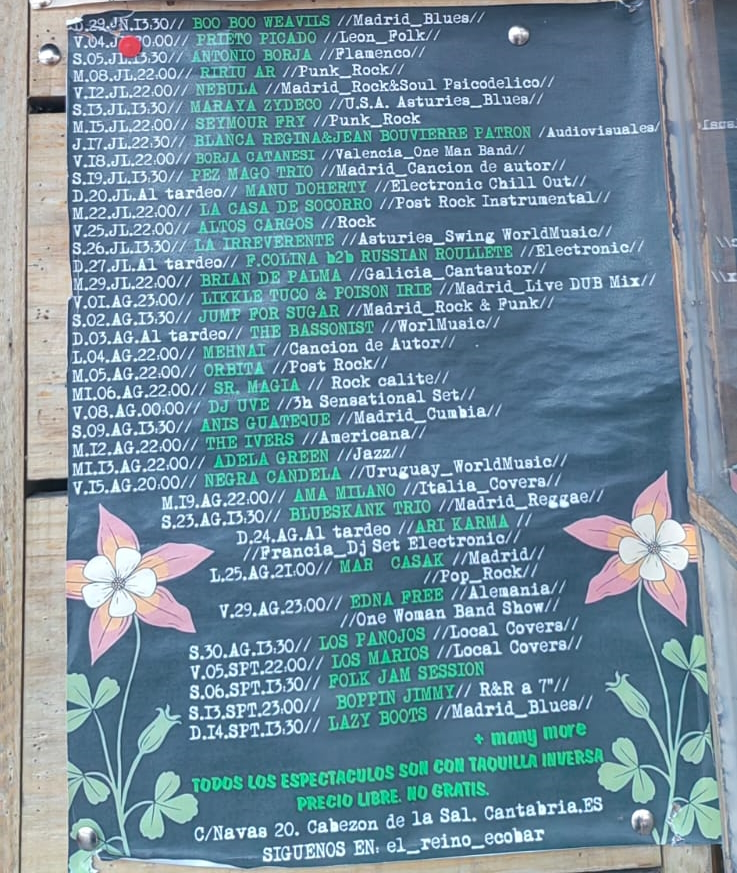 D.29.JN.13:30// BOO BOO WEAVILS //Madrid_Blues//
V.04.J 20:00// PRIETO PICADO //Leon_Folk//
S.05.JL.13:30// ANTONIO BORJA //Flamenco//
M.08.JL.22:00// RIRIU AR //Punk_Rock//
V.12.JL.22:00// NEBULA //Madrid_Rock&Soul Psicodelico//
S.13.JL.13:30// MARAYA ZYDECO //U.S.A. Asturies_Blues//
M.15.JL.22:00// SEYMOUR FRY //Punk_Rock
J.17.JL.22:30// BLANCA REGINA&JEAN BOUVIERRE PATRON /Audiovisuales/
V.18.JL.22:00// BORJA CATANESI //Valencia_One Man Band//
S.19.JL.13:30// PEZ MAGO TRIO //Madrid_Cancion de autor//
D.20.JL.Al tardeo// MANU DOHERTY //Electronic Chill Out//
M.22.JL.22:00// LA CASA DE SOCORRO //Post Rock Instrumental//
V.25.JL.22:00// ALTOS CARGOS //Rock
S.26.JL.13:30// LA IRREVERENTE //Asturies_Swing WorldMusic//
D.27.JL.Al tardeo// F.COLINA b2b RUSSIAN ROULLETE //Electronic//
M.29.JL.22:00// BRIAN DE PALMA //Galicia_Cantautor//
V.01.AG.23:00// LIKKLE TUCO & POISON IRIE //Madrid_Live DUB Mix//
S.02.AG.13:30// JUMP FOR SUGAR //Madrid_Rock & Funk//
D.03.AG.Al tardeo// THE BASSONIST //WorlMusic//
L.04.AG.22:00// MEHNAI //Cancion de Autor//
M.05.AG.22:00// ORBITA //Post Rock//
MI.06.AG.22:00// SR. MAGIA // Rock calite//
V.08.AG.00:00// DJ UVE //3h Sensational Set//
S.09.AG.13:30// ANIS GUATEQUE //Madrid_Cumbia//
M.12.AG.22:00// THE IVERS //Americana//
MI.13.AG.22:00// ADELA GREEN //Jazz//
V.15.AG.20:00// NEGRA CANDELA //Uruguay_WorldMusic//
M.19.AG.22:00// AMA MILANO //Italia_Covers//
S.23.AG.13:30// BLUESKANK TRIO //Madrid_Reggae//
D.24.AG.Al tardeo //ARI KARMA //
//Francia_Dj Set Electronic//
L.25.AG.21:00// MAR CASAK //Madrid//
//Pop_Rock//
V.29.AG.23:00// EDNA FREE //Alemania//
//One Woman Band Show//
S.30.AG.13:30// LOS PANOJOS //Local Covers//
V.05.SPT.22:00// LOS MARIOS //Local Covers//
S.06.SPT.13:30// FOLK JAM SESSION
S.13.SPT.23:00// BOPPIN JIMMY// R&R a 7"//
D.14.SPT.13:30// LAZY BOOTS //Madrid_Blues//
+ many more
TODOS LOS ESPECTACULOS SON CON TAQUILLA INVERSA
PRECIO LIBRE. NO GRATIS.
C/Navas 20. Cabezon de la Sal. Cantabria.ES
SIGUENOS EN: el_reino_ecobar